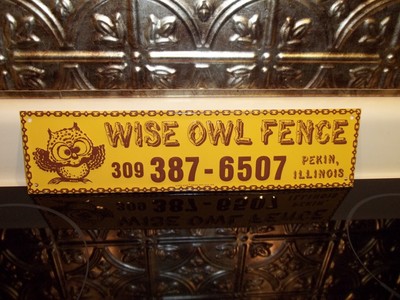 WISE OWL FENCE
309 387-6507 PEKIN,
ILLINOIS